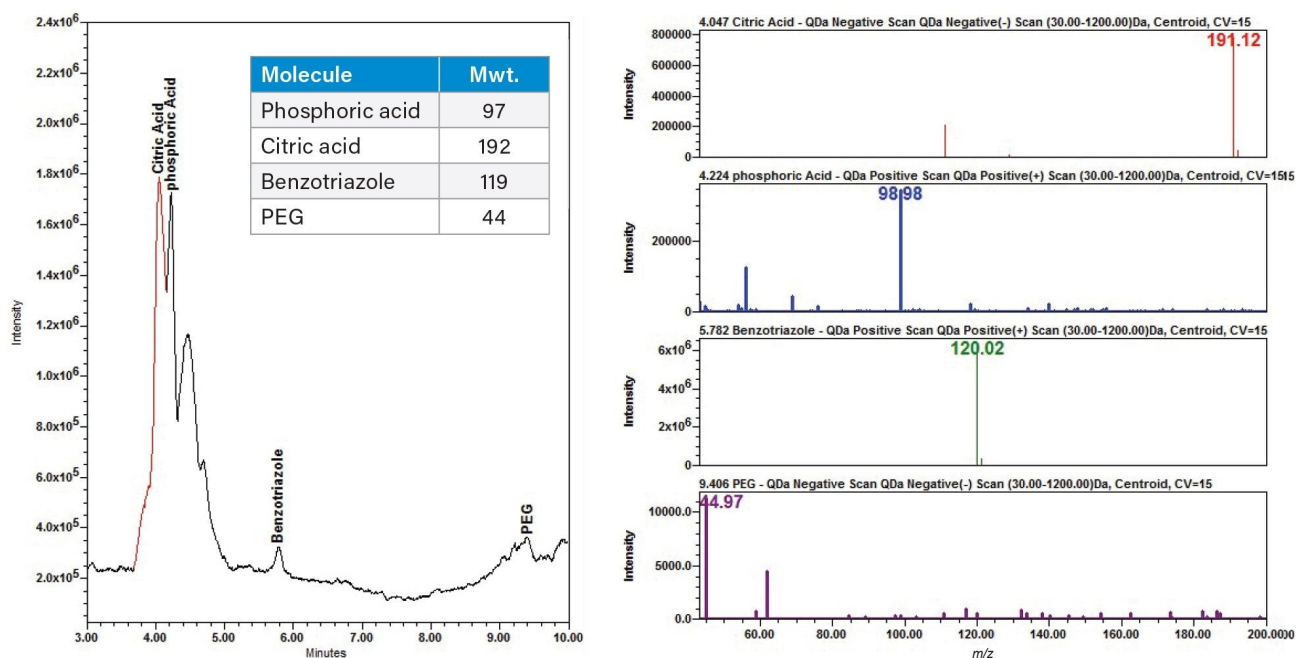 2.4x10⁶
2.2x10⁶
2.0x10⁶
1.8x10⁶
1.6x10⁶
1.4x10⁶
1.2x10⁶
1.0x10⁶
8.0x10⁵
6.0x10⁵
4.0x10⁵
2.0x10⁵
Intensity
3.00 4.00 5.00 6.00 7.00 8.00 9.00 10.00
Minutes
Citric Acid
phosphoric Acid
Benzotriazole
PEG
Molecule Mwt.
Phosphoric acid 97
Citric acid 192
Benzotriazole 119
PEG 44
4.047 Citric Acid - QDa Negative Scan QDa Negative(-) Scan (30.00-1200.00)Da, Centroid, CV=15
191.12
800000
600000
400000
200000
0
Intensity
4.224 phosphoric Acid - QDa Positive Scan QDa Positive(+) Scan (30.00-1200.00)Da, Centroid, CV=1515
98.98
200000
0
Intensity
5.782 Benzotriazole - QDa Positive Scan QDa Positive(+) Scan (30.00-1200.00)Da, Centroid, CV=15
120.02
6x10⁶
4x10⁶
2x10⁶
0
Intensity
9.406 PEG - QDa Negative Scan QDa Negative(-) Scan (30.00-1200.00)Da, Centroid, CV=15
44.97
10000.0
5000.0
0.0
Intensity
60.00 80.00 100.00 120.00 140.00 160.00 180.00 200.0000
m/z